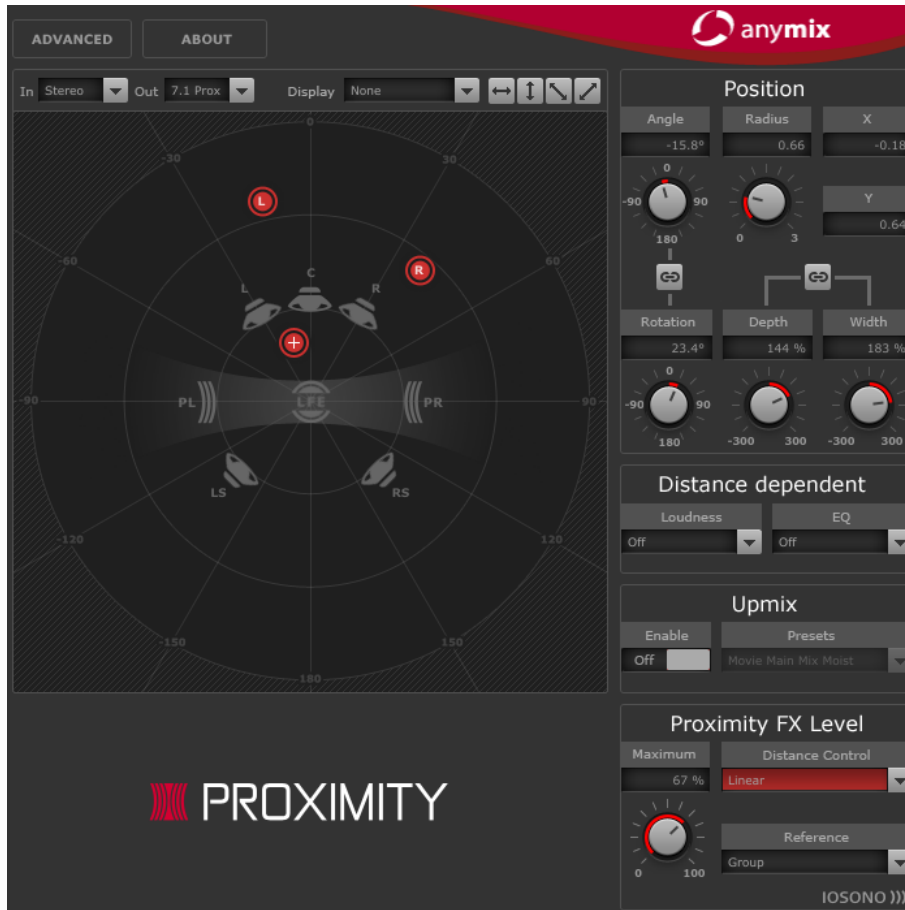 ADVANCED ABOUT anymix
In Stereo Out 7.1 Prox Display None
Position
Angle Radius X
-15.8° 0.66 -0.18
0
-90 90
180 0 3
Y
0.64
Rotation Depth Width
23.4° 144 % 183 %
0
-90 90
180 -300 300 -300 300
Distance dependent
Loudness EQ
Off Off
Upmix
Enable Presets
Off Movie Main Mix Moist
Proximity FX Level
Maximum Distance Control
67 % Linear
0 100
Reference
Group
IOSONO
0
-30 30
L
R
-60 60
C
L R
-90 PL LFE PR 90
LS RS
-120 120
-150 150
180
PROXIMITY